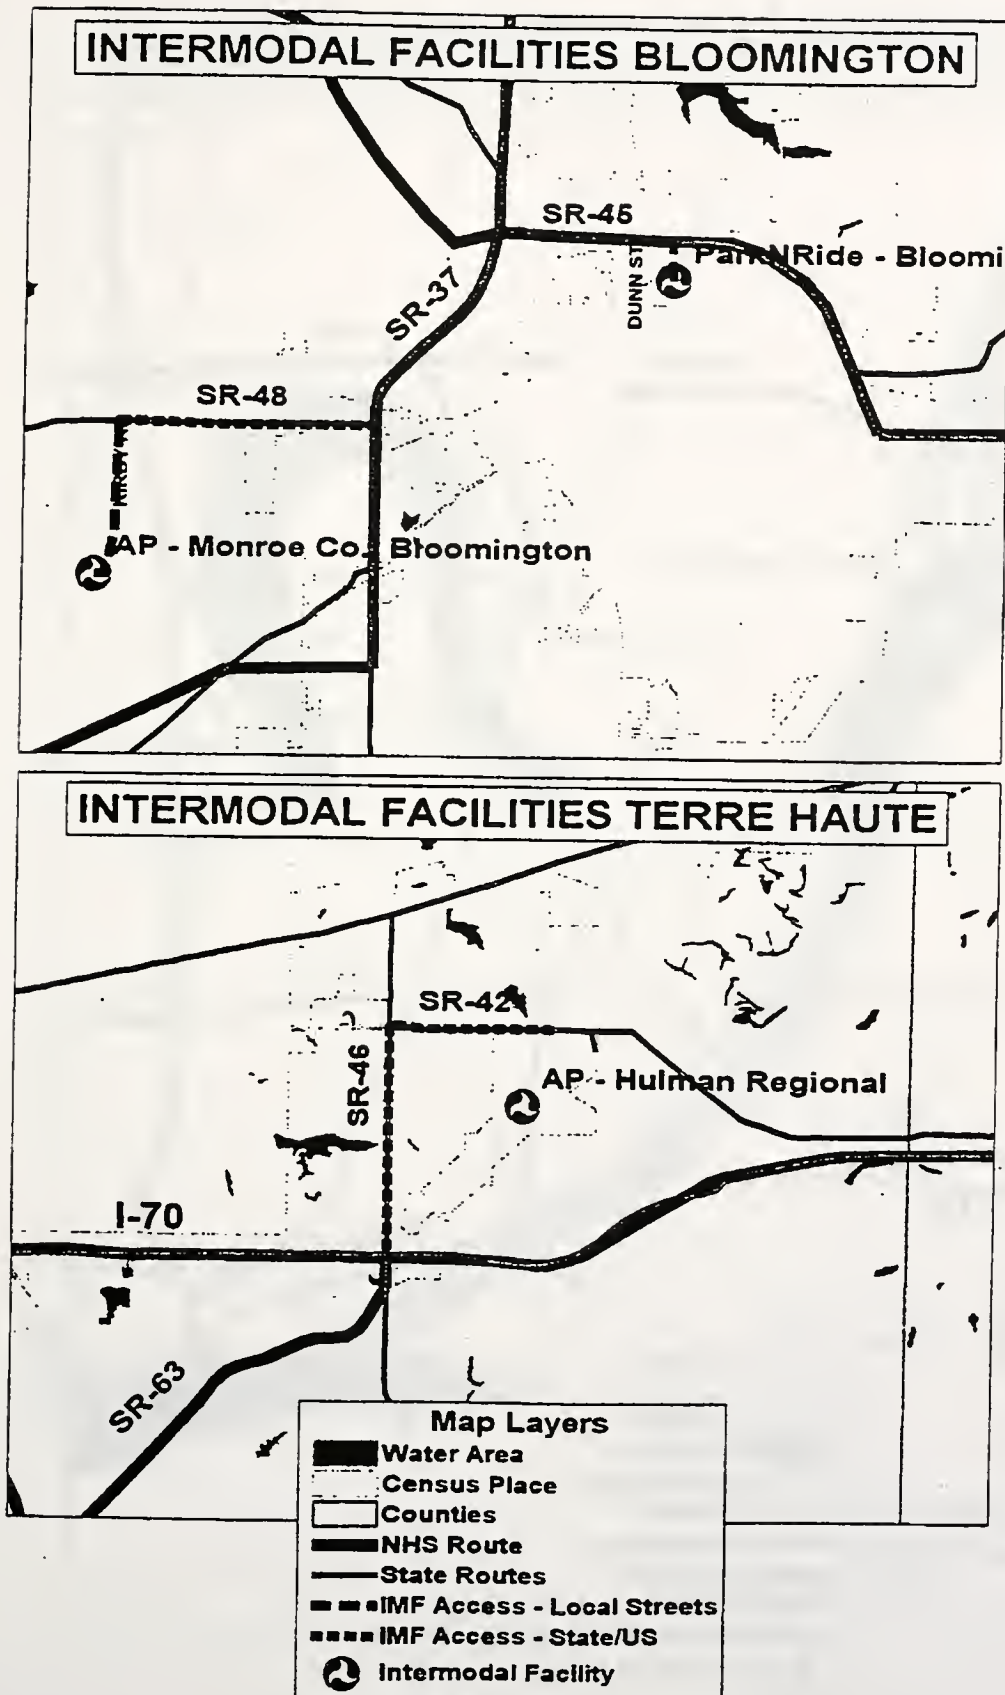 INTERMODAL FACILITIES BLOOMINGTON
SR-45
ParkNRide - Bloomi
DUNN ST
SR-37
SR-48
KIRBY
AP - Monroe Co. Bloomington
INTERMODAL FACILITIES TERRE HAUTE
SR-42
SR-46
AP - Hulman Regional
I-70
SR-63
Map Layers
Water Area
Census Place
Counties
NHS Route
State Routes
IMF Access - Local Streets
IMF Access - State/US
Intermodal Facility